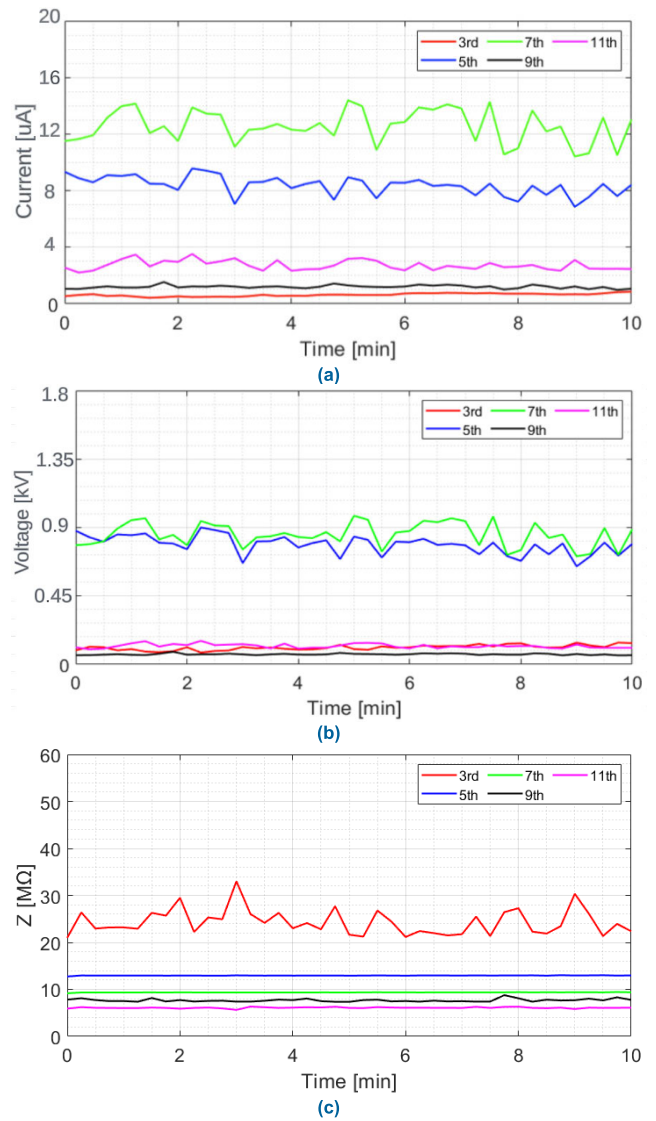 20
16
12
8
4
0
Current [uA]
3rd 7th 11th
5th 9th
0 2 4 6 8 10
Time [min]
(a)
1.8
1.35
0.9
0.45
0
Voltage [kV]
3rd 7th 11th
5th 9th
0 2 4 6 8 10
Time [min]
(b)
60
50
40
30
20
10
0
Z [MΩ]
3rd 7th 11th
5th 9th
0 2 4 6 8 10
Time [min]
(c)